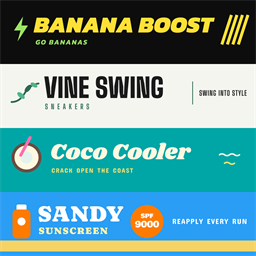 BANANA BOOST
GO BANANAS
VINE SWING
SNEAKERS
SWING INTO STYLE
Coco Cooler
CRACK OPEN THE COAST
SANDY
SUNSCREEN
SPF
9000
REAPPLY EVERY RUN